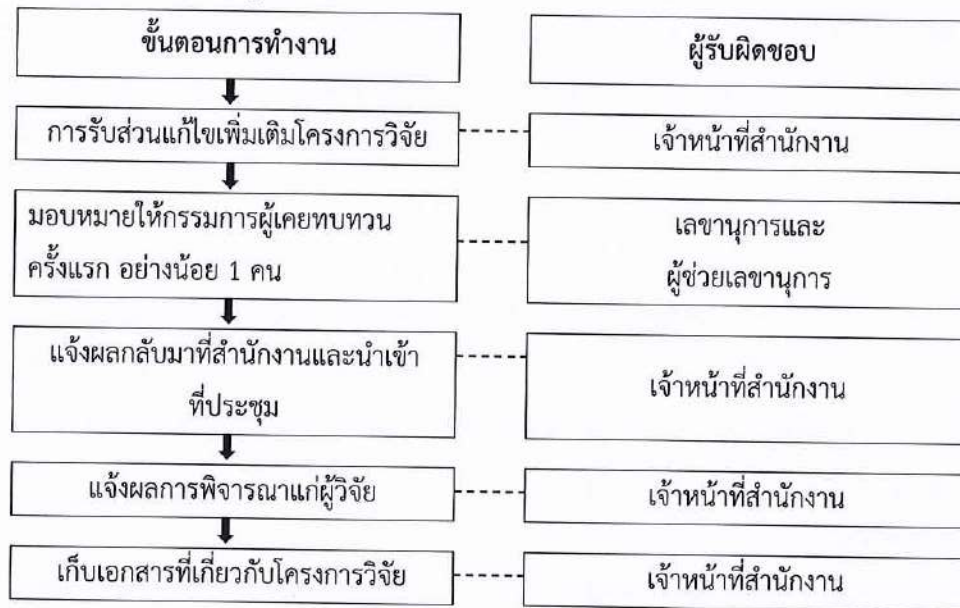 ขั้นตอนการทำงาน
ผู้รับผิดชอบ
การรับส่วนแก้ไขเพิ่มเติมโครงการวิจัย
เจ้าหน้าที่สำนักงาน
มอบหมายให้กรรมการผู้เคยทบทวน
ครั้งแรก อย่างน้อย 1 คน
เลขานุการและ
ผู้ช่วยเลขานุการ
แจ้งผลกลับมาที่สำนักงานและนำเข้า
ที่ประชุม
เจ้าหน้าที่สำนักงาน
แจ้งผลการพิจารณาแก่ผู้วิจัย
เจ้าหน้าที่สำนักงาน
เก็บเอกสารที่เกี่ยวกับโครงการวิจัย
เจ้าหน้าที่สำนักงาน